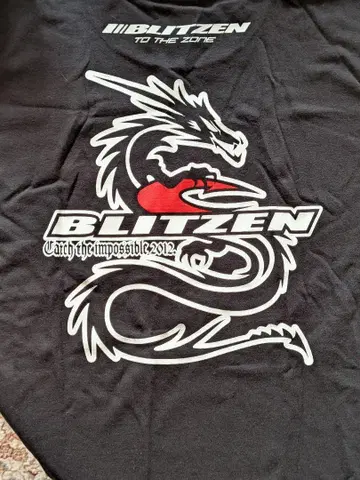 BLITZEN
TO THE ZONE
BLITZEN
Catch the impossible 2012